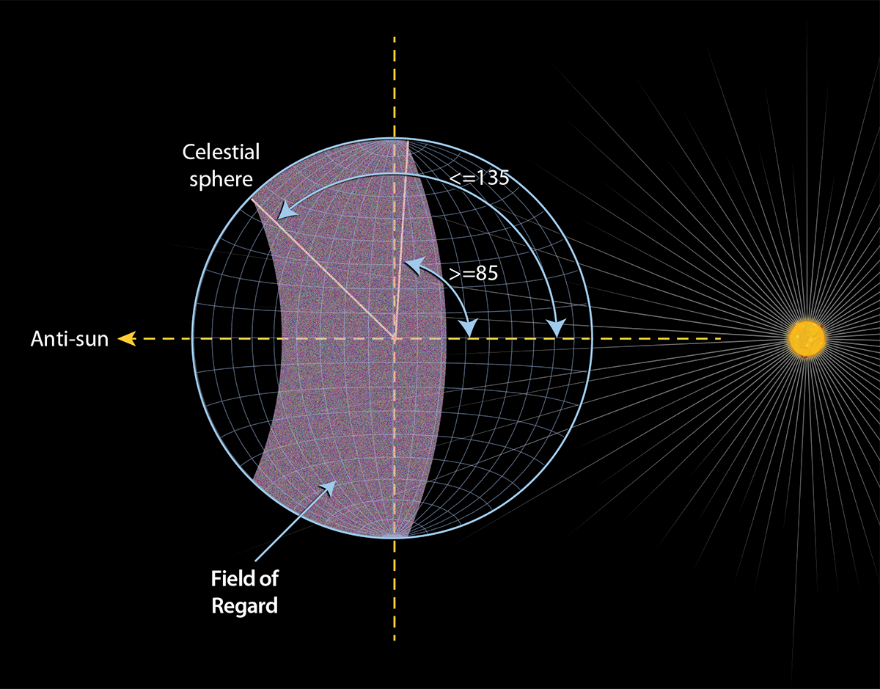 Celestial
sphere
<=135
>=85
Anti-sun
Field of
Regard